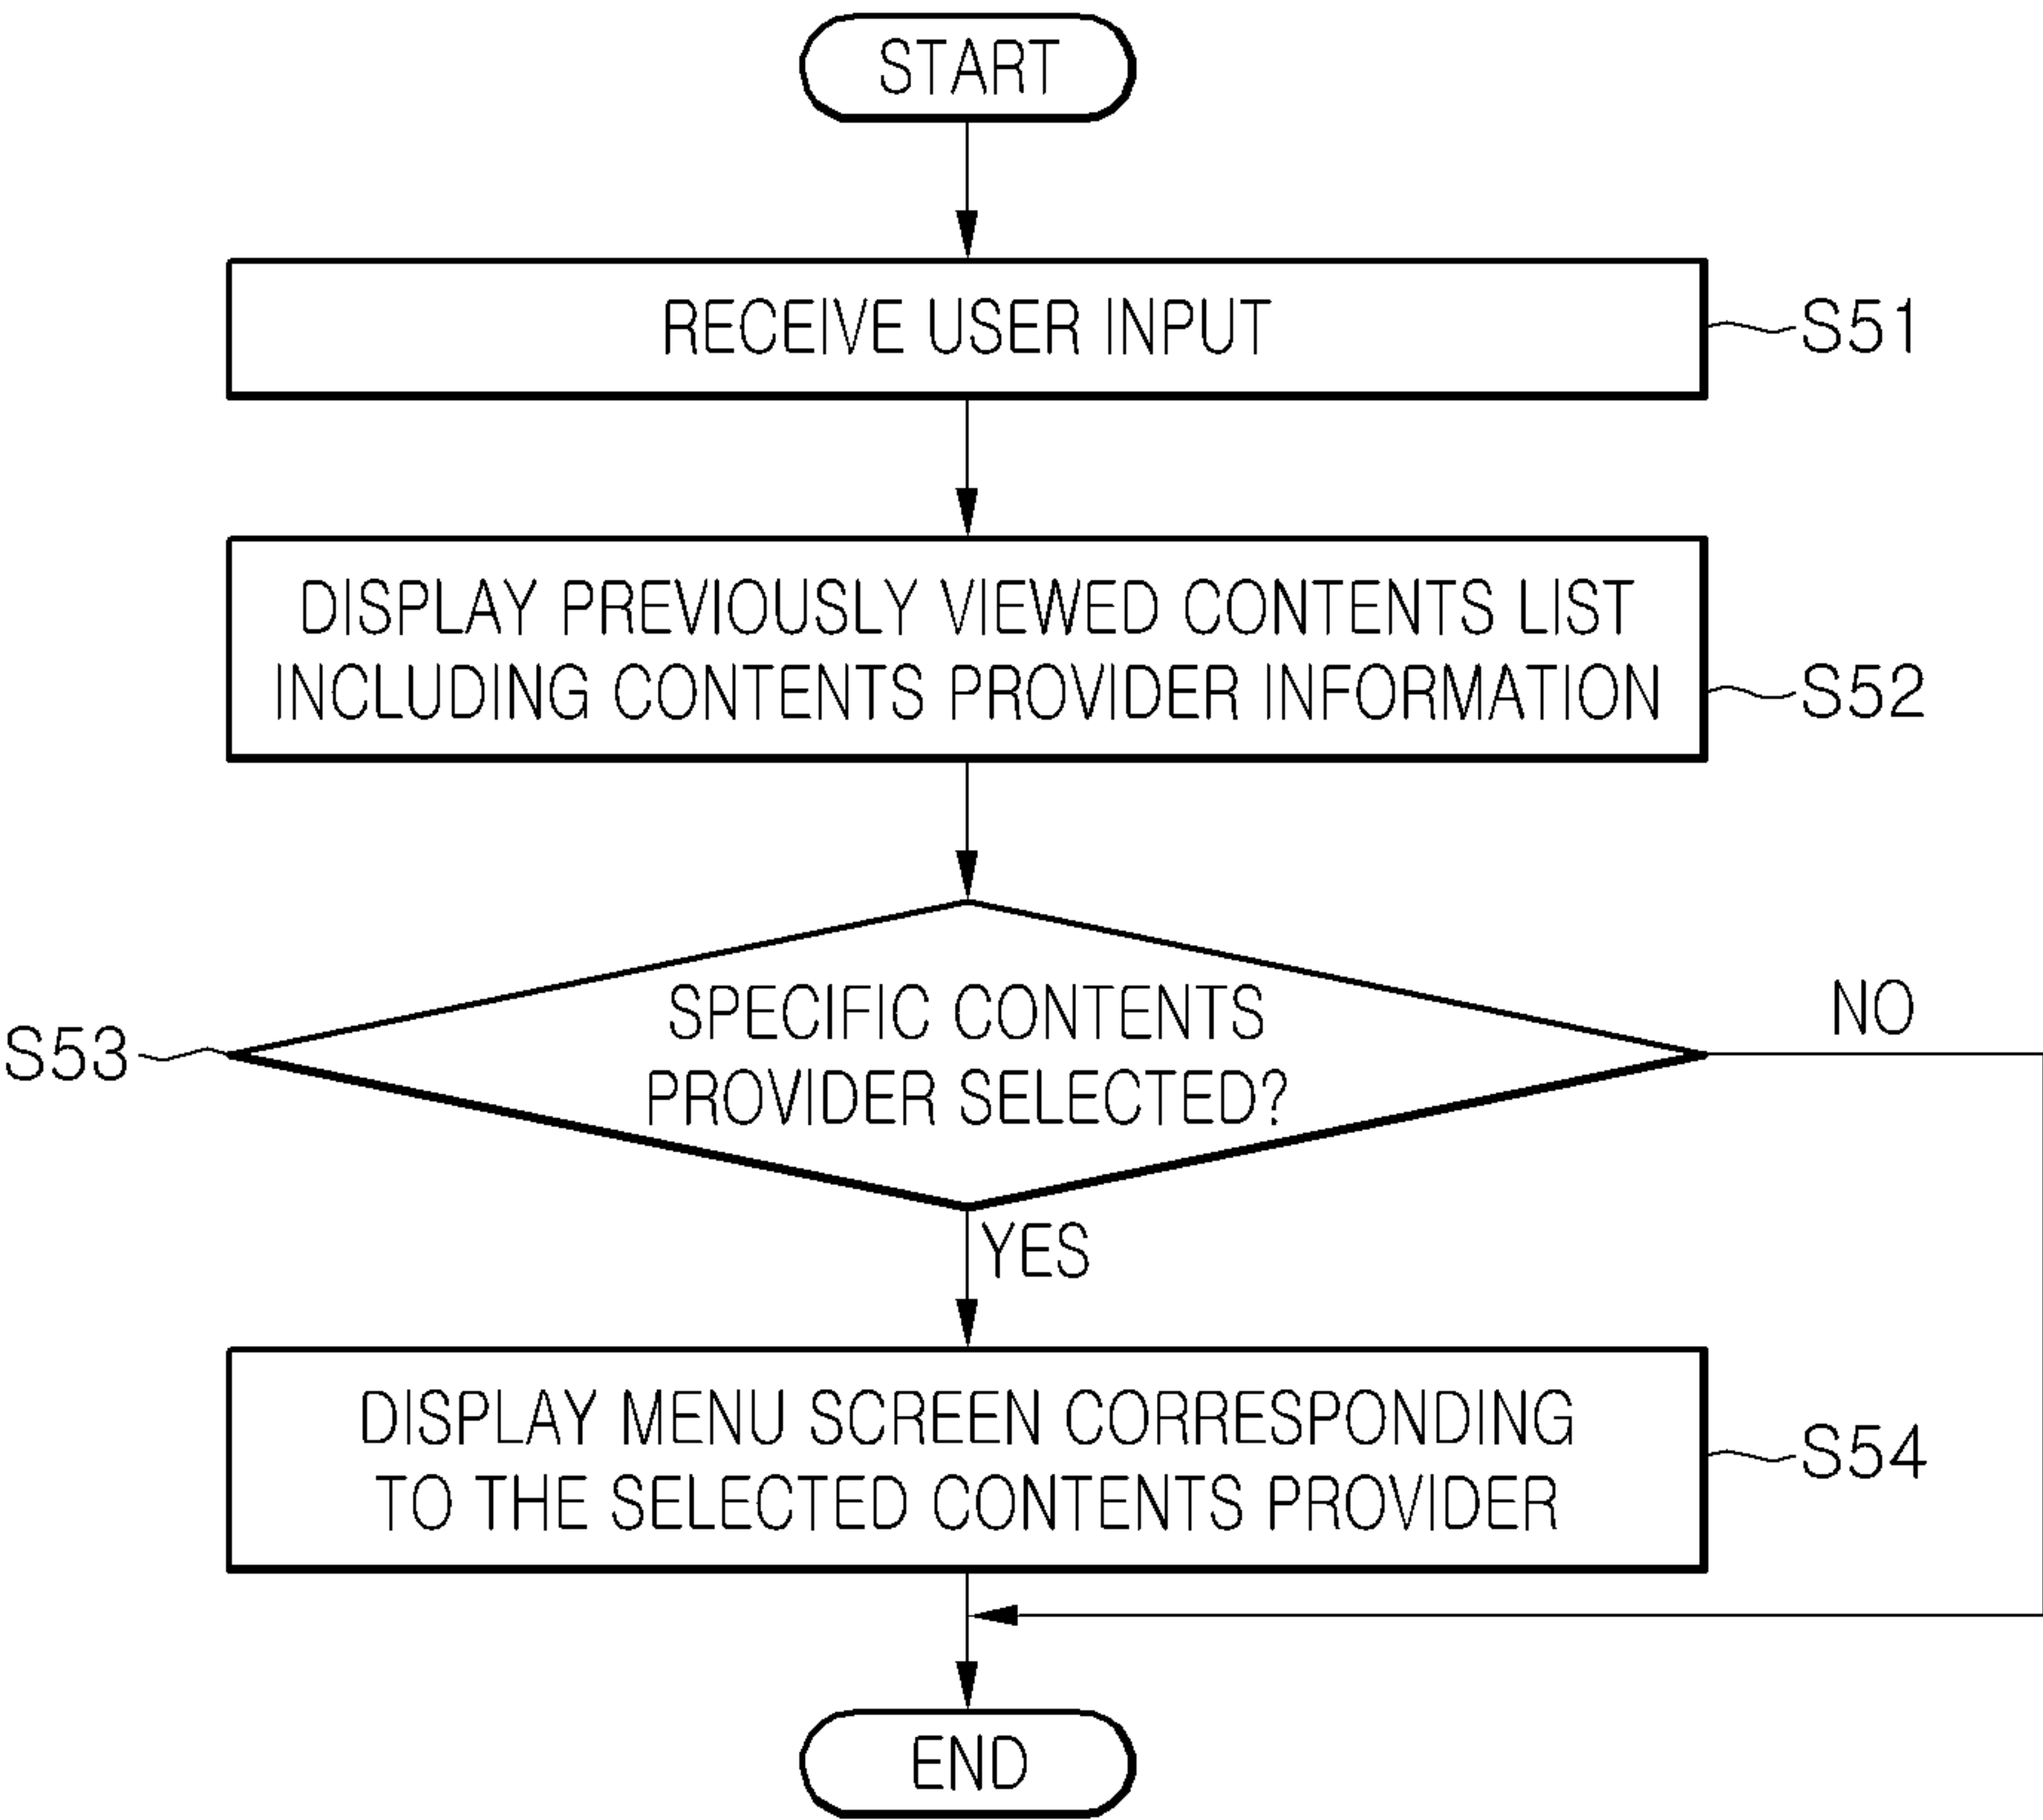 START
RECEIVE USER INPUT
S51
DISPLAY PREVIOUSLY VIEWED CONTENTS LIST
INCLUDING CONTENTS PROVIDER INFORMATION
S52
SPECIFIC CONTENTS
PROVIDER SELECTED?
S53
NO
YES
DISPLAY MENU SCREEN CORRESPONDING
TO THE SELECTED CONTENTS PROVIDER
S54
END